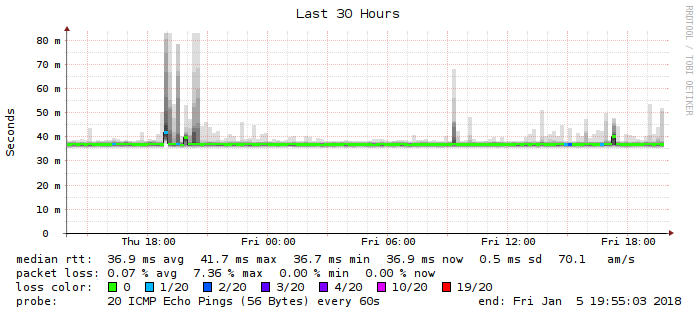 Last 30 Hours
RRDTOOL / TOBI OETIKER
Seconds
80 m
70 m
60 m
50 m
40 m
30 m
20 m
10 m
0
Thu 18:00 Fri 00:00 Fri 06:00 Fri 12:00 Fri 18:00
median rtt: 36.9 ms avg 41.7 ms max 36.7 ms min 36.9 ms now 0.5 ms sd 70.1 am/s
packet loss: 0.07 % avg 7.36 % max 0.00 % min 0.00 % now
loss color: 0 1/20 2/20 3/20 4/20 10/20 19/20
probe: 20 ICMP Echo Pings (56 Bytes) every 60s end: Fri Jan 5 19:55:03 2018